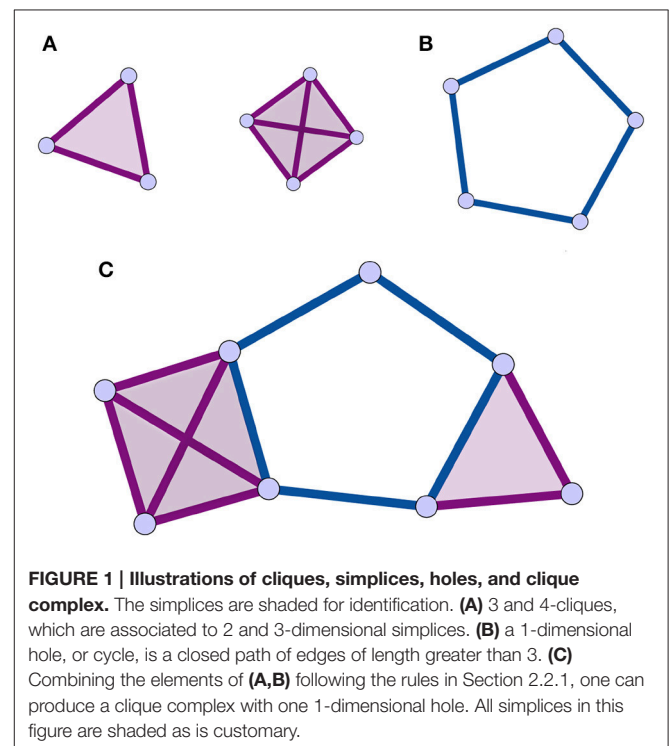 A
B
C
FIGURE 1 | Illustrations of cliques, simplices, holes, and clique
complex. The simplices are shaded for identification. (A) 3 and 4-cliques,
which are associated to 2 and 3-dimensional simplices. (B) a 1-dimensional
hole, or cycle, is a closed path of edges of length greater than 3. (C)
Combining the elements of (A,B) following the rules in Section 2.2.1, one can
produce a clique complex with one 1-dimensional hole. All simplices in this
figure are shaded as is customary.